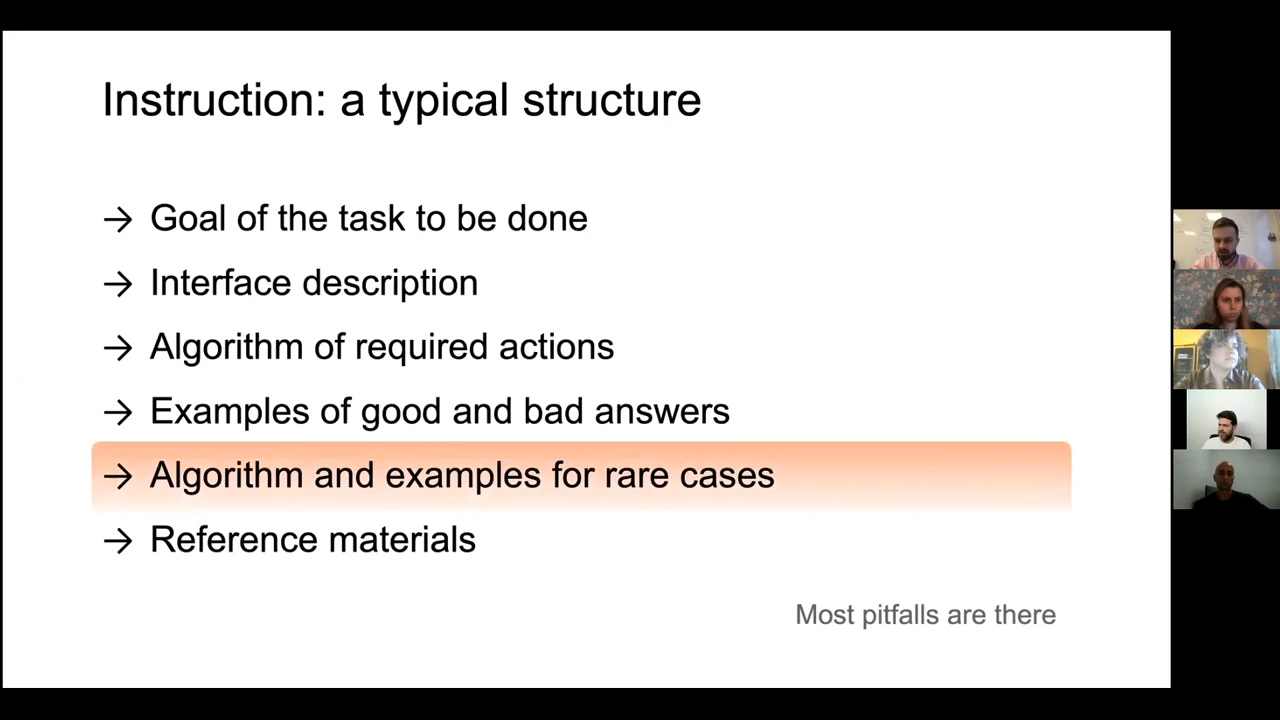 Instruction: a typical structure
→ Goal of the task to be done
→ Interface description
→ Algorithm of required actions
→ Examples of good and bad answers
→ Algorithm and examples for rare cases
→ Reference materials
Most pitfalls are there